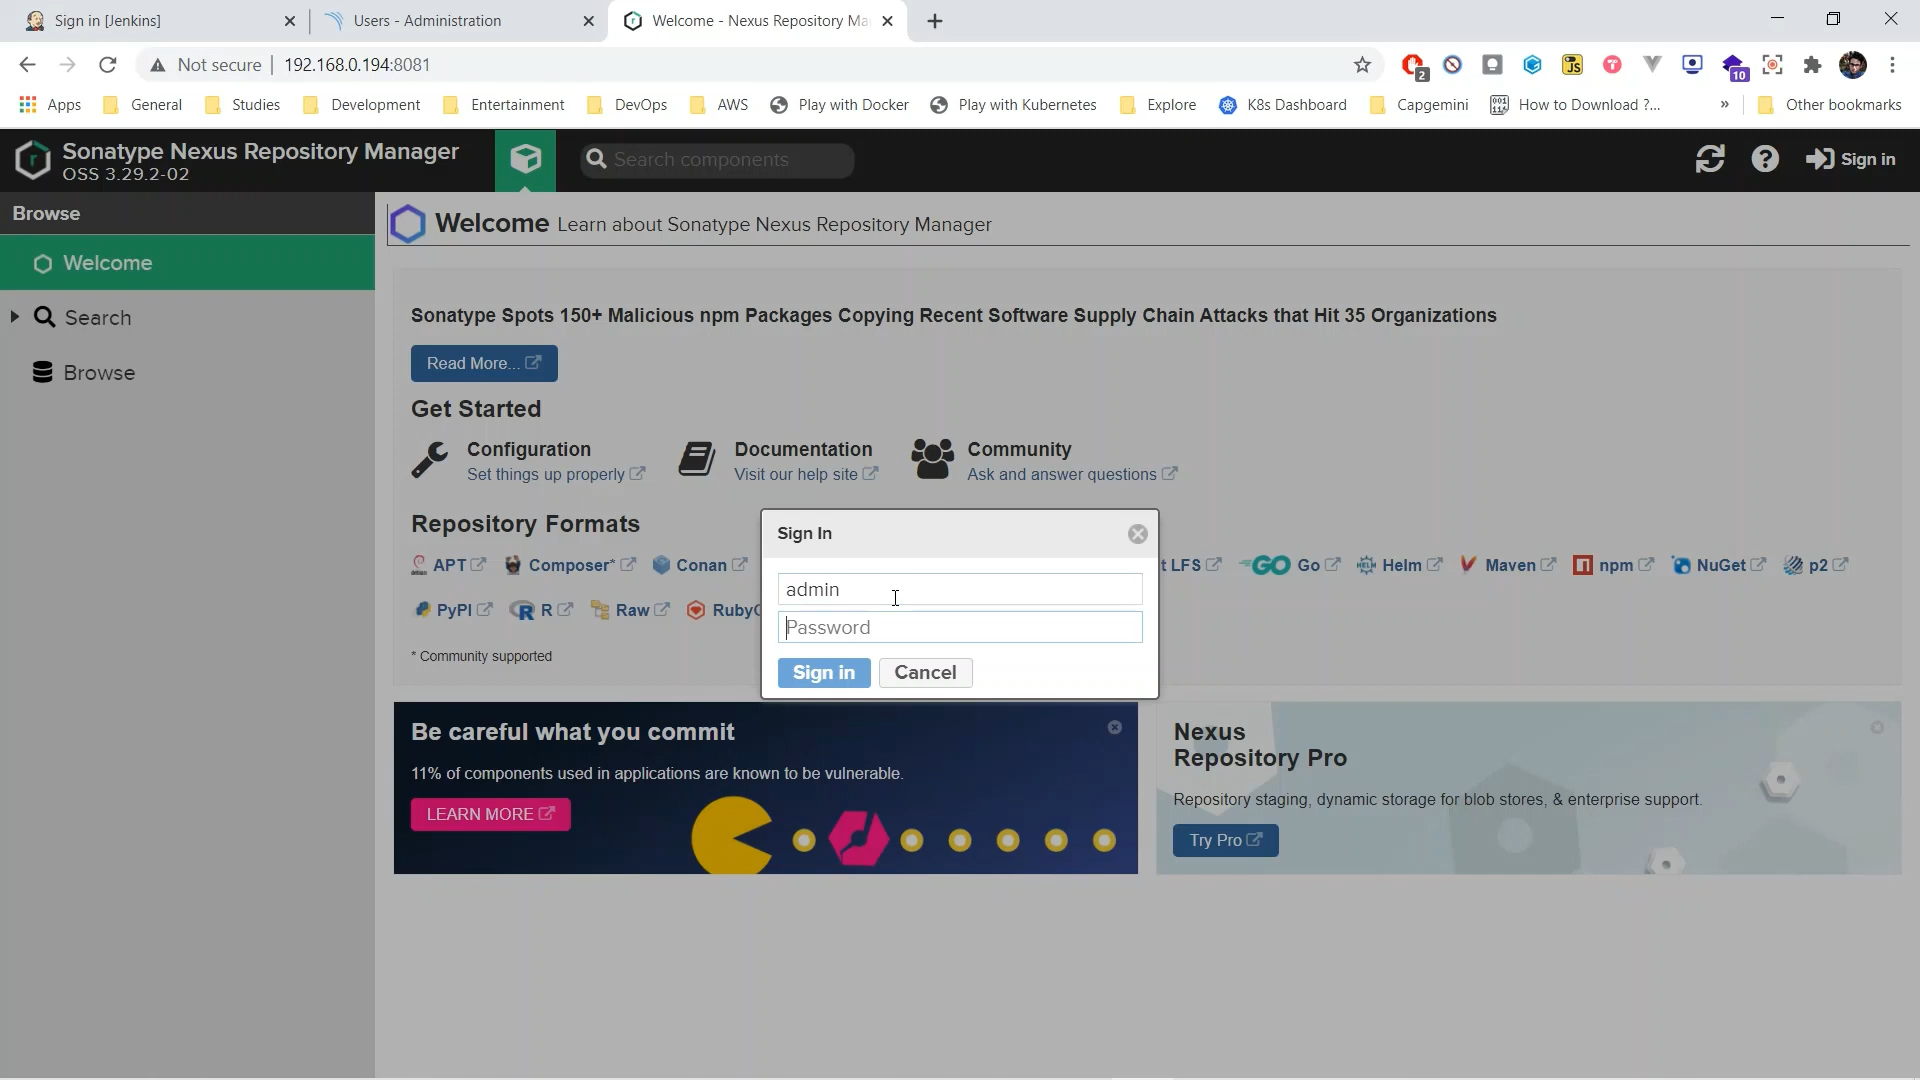 Sign in [Jenkins]
Users - Administration
Welcome - Nexus Repository Ma
Not secure
192.168.0.194:8081
2
JS
T
10
Apps
General
Studies
Development
Entertainment
DevOps
AWS
Play with Docker
Play with Kubernetes
Explore
K8s Dashboard
Capgemini
How to Download ?...
»
Other bookmarks
Sonatype Nexus Repository Manager
OSS 3.29.2-02
Search components
Sign in
Browse
Welcome Learn about Sonatype Nexus Repository Manager
Welcome
Search
Browse
Sonatype Spots 150+ Malicious npm Packages Copying Recent Software Supply Chain Attacks that Hit 35 Organizations
Read More...
Get Started
Configuration
Set things up properly
Documentation
Visit our help site
Community
Ask and answer questions
Repository Formats
APT
Composer*
Conan
t LFS
GO Go
HELM Helm
Maven
npm
NuGet
p2
PyPI
R
Raw
RubyG
* Community supported
Sign In
admin
Password
Sign in
Cancel
Be careful what you commit
11% of components used in applications are known to be vulnerable.
LEARN MORE
Nexus
Repository Pro
Repository staging, dynamic storage for blob stores, & enterprise support.
Try Pro